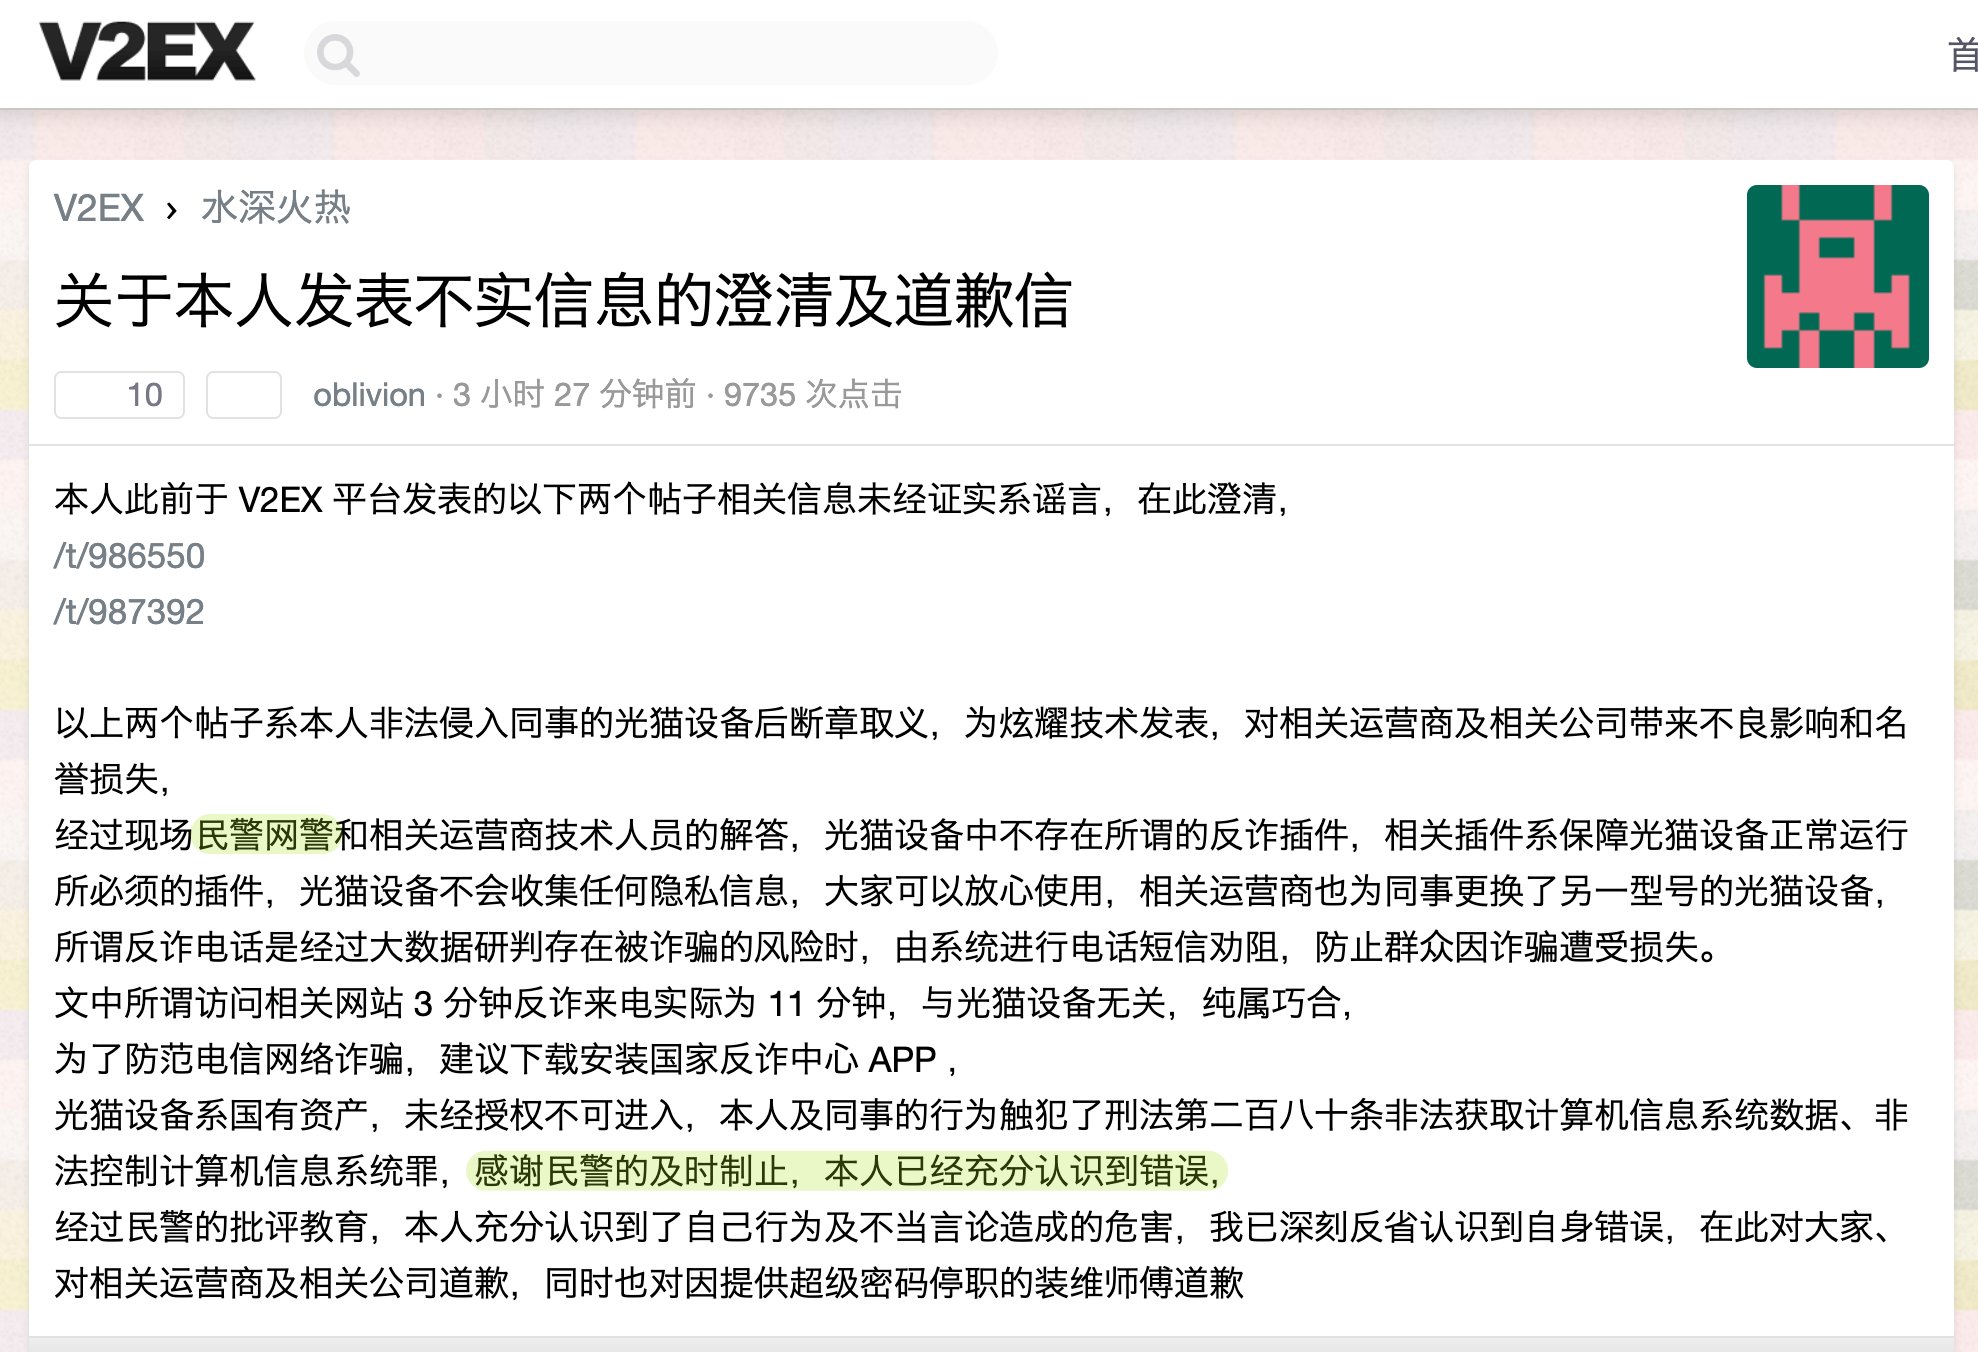 V2EX
首
V2EX › 水深火热
关于本人发表不实信息的澄清及道歉信
10
oblivion · 3 小时 27 分钟前 · 9735 次点击
本人此前于 V2EX 平台发表的以下两个帖子相关信息未经证实系谣言，在此澄清，
/t/986550
/t/987392
以上两个帖子系本人非法侵入同事的光猫设备后断章取义，为炫耀技术发表，对相关运营商及相关公司带来不良影响和名
誉损失，
经过现场民警网警和相关运营商技术人员的解答，光猫设备中不存在所谓的反诈插件，相关插件系保障光猫设备正常运行
所必须的插件，光猫设备不会收集任何隐私信息，大家可以放心使用，相关运营商也为同事更换了另一型号的光猫设备，
所谓反诈电话是经过大数据研判存在被诈骗的风险时，由系统进行电话短信劝阻，防止群众因诈骗遭受损失。
文中所谓访问相关网站 3 分钟反诈来电实际为 11 分钟，与光猫设备无关，纯属巧合，
为了防范电信网络诈骗，建议下载安装国家反诈中心 APP ，
光猫设备系国有资产，未经授权不可进入，本人及同事的行为触犯了刑法第二百八十条非法获取计算机信息系统数据、非
法控制计算机信息系统罪，感谢民警的及时制止，本人已经充分认识到错误，
经过民警的批评教育，本人充分认识到了自己行为及不当言论造成的危害，我已深刻反省认识到自身错误，在此对大家、
对相关运营商及相关公司道歉，同时也对因提供超级密码停职的装维师傅道歉